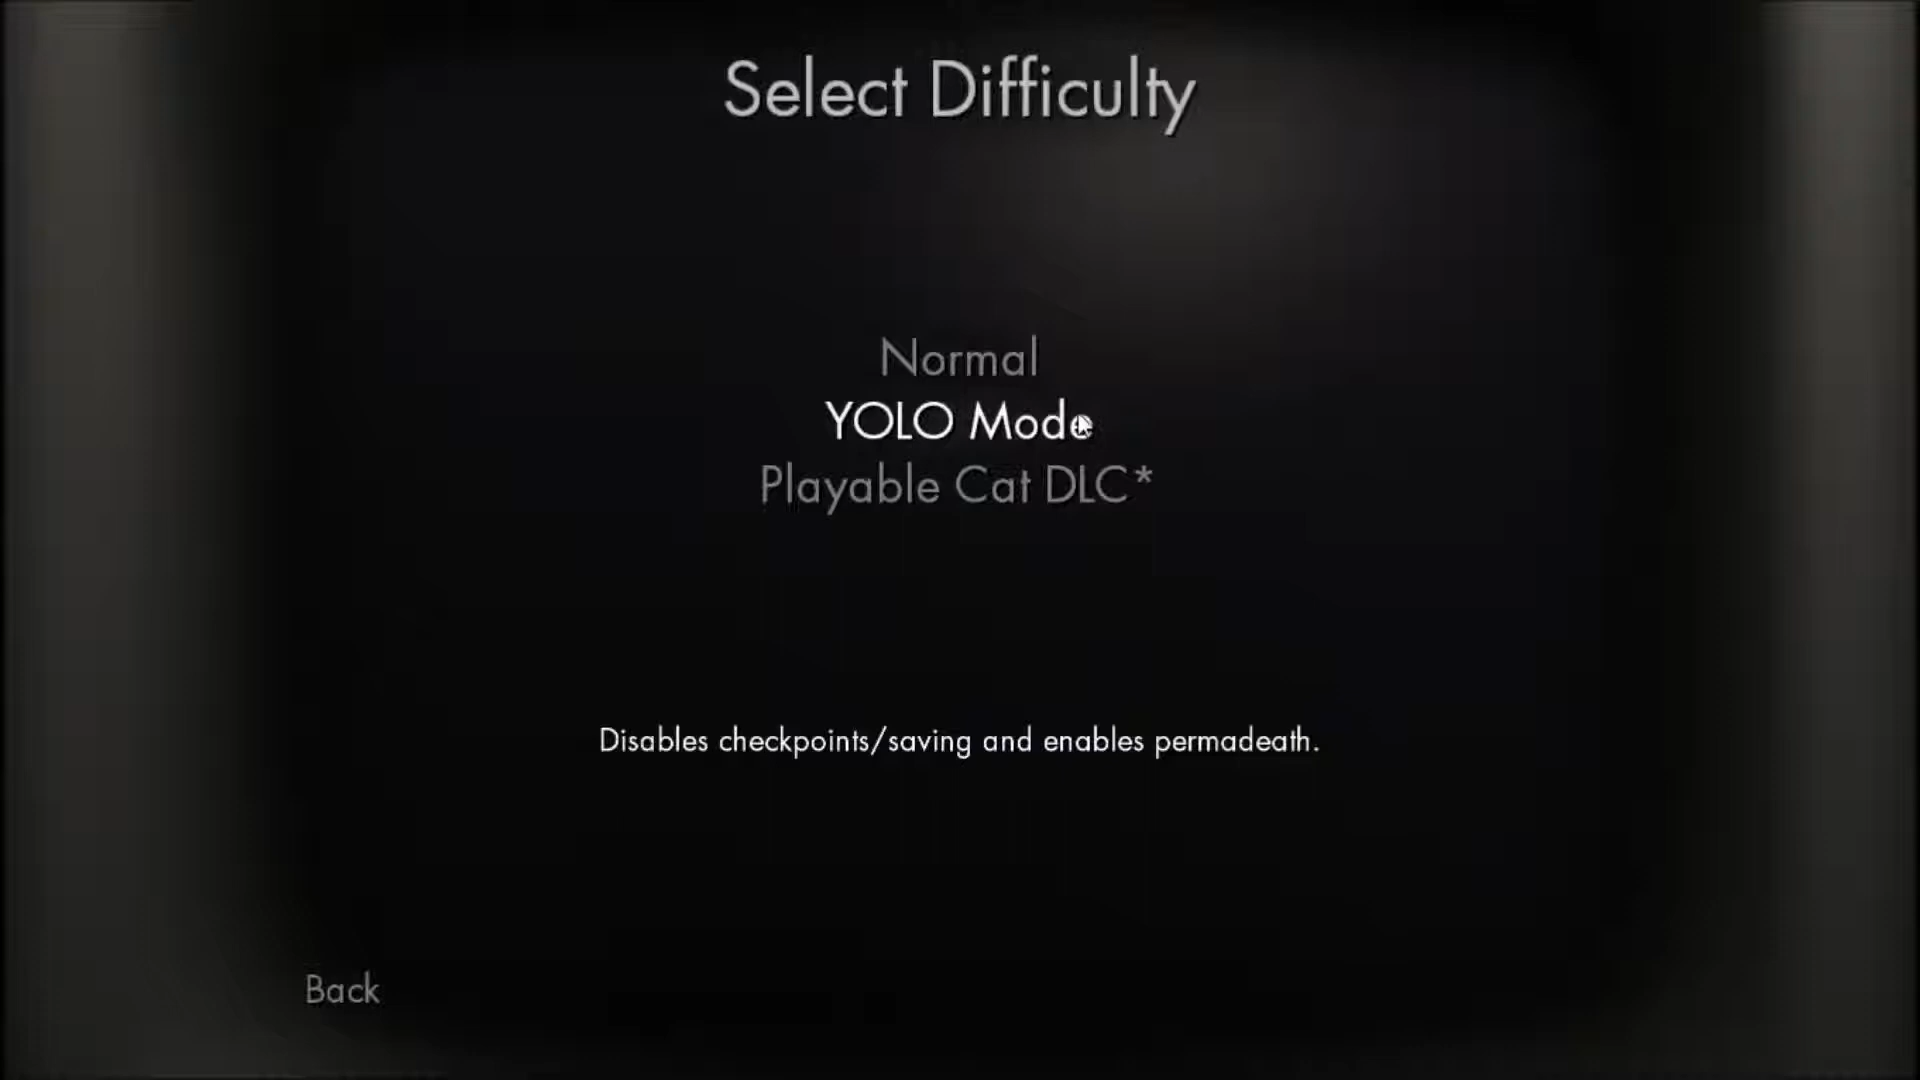 Select Difficulty
Normal
YOLO Mode
Playable Cat DLC*
Disables checkpoints/saving and enables permadeath.
Back